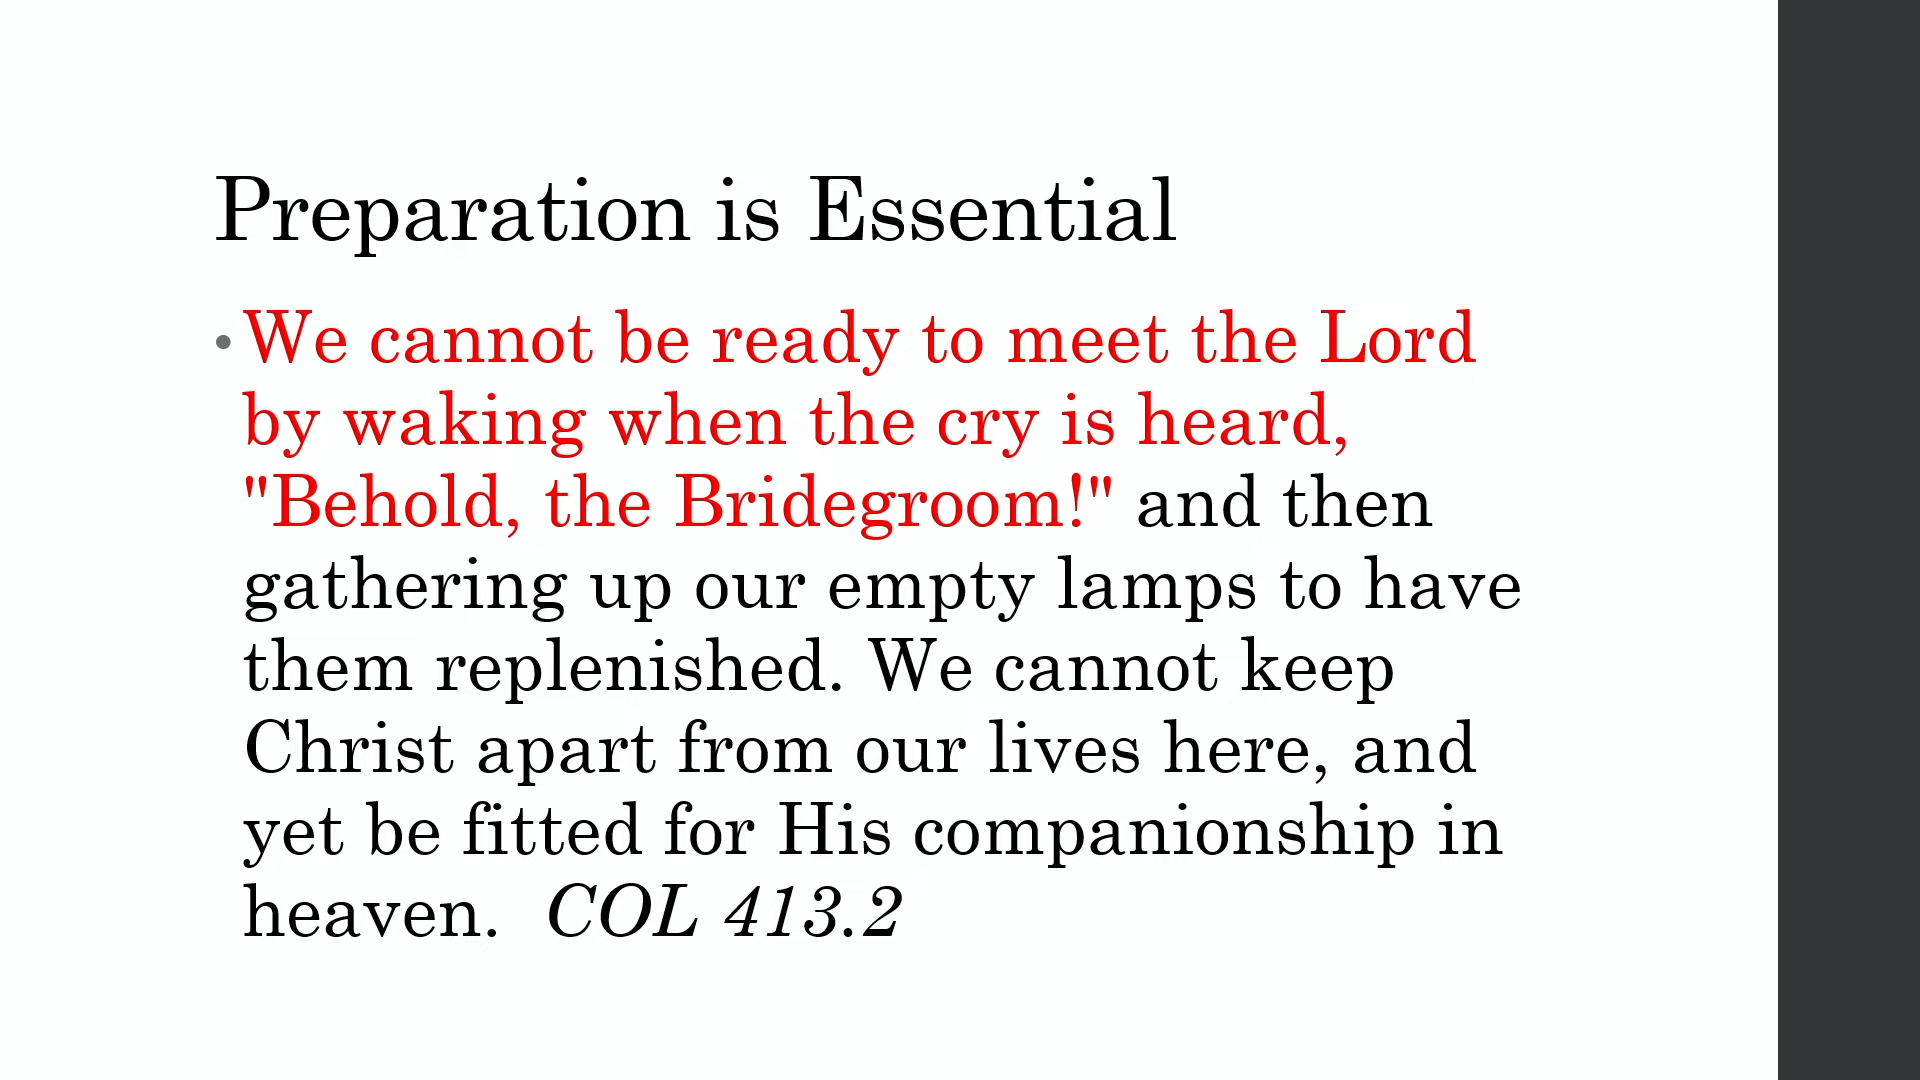 Preparation is Essential
• We cannot be ready to meet the Lord
by waking when the cry is heard,
"Behold, the Bridegroom!" and then
gathering up our empty lamps to have
them replenished. We cannot keep
Christ apart from our lives here, and
yet be fitted for His companionship in
heaven.  COL 413.2